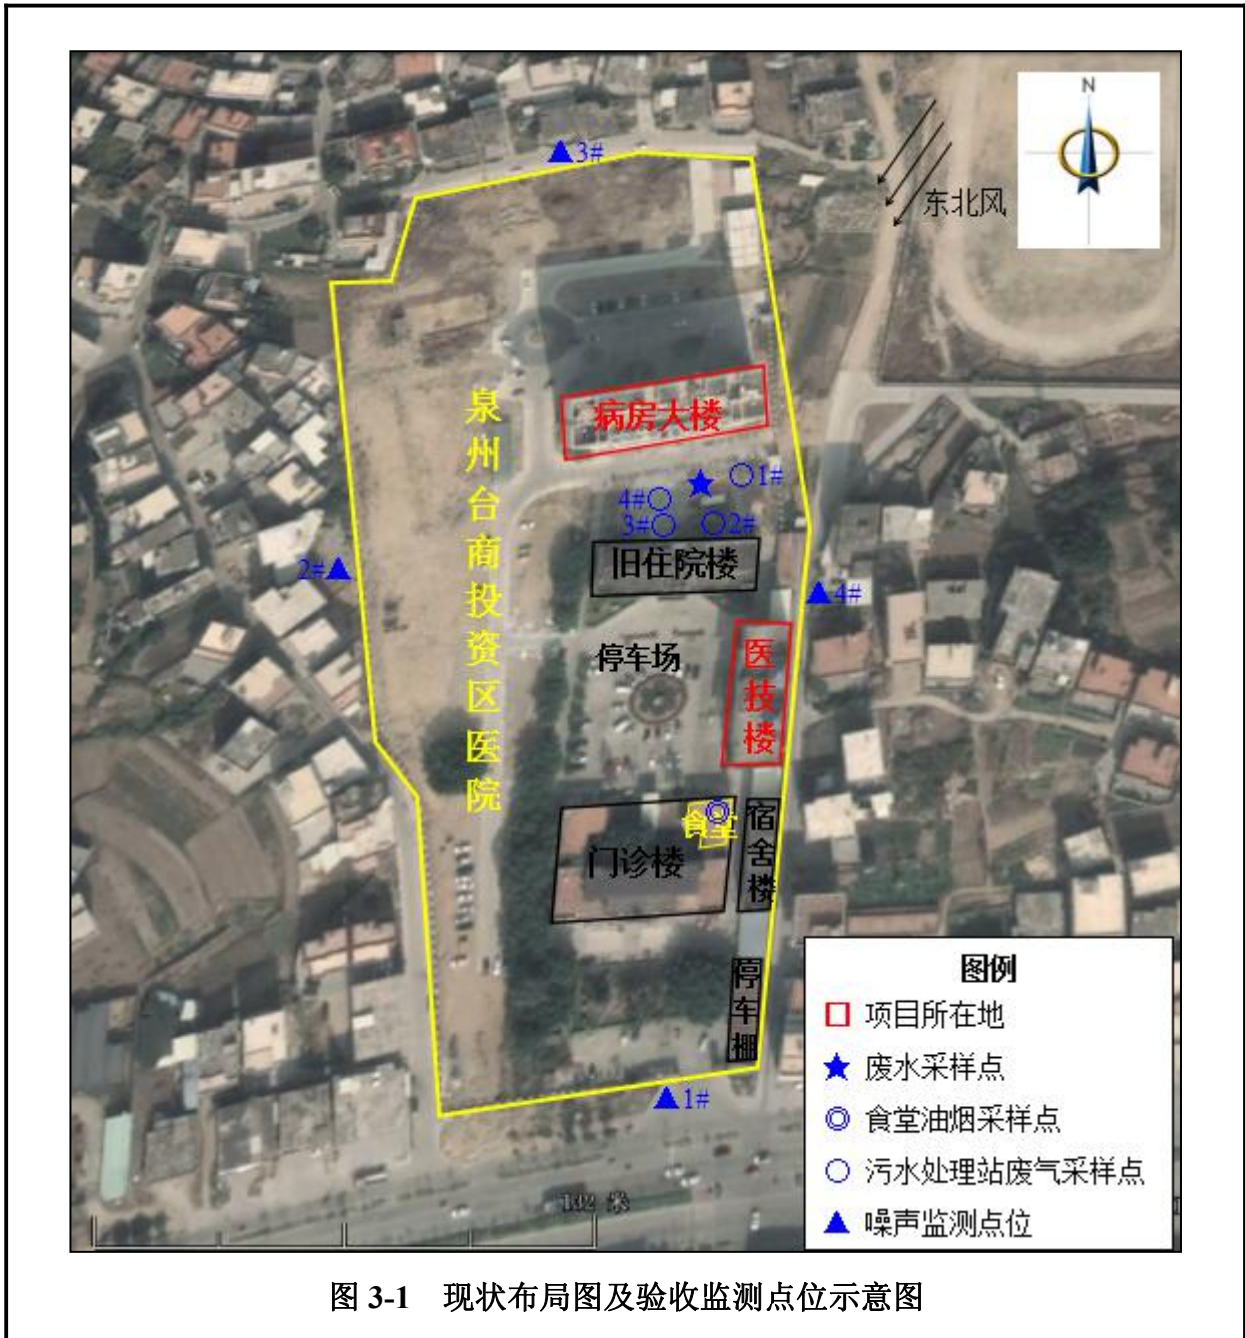 N
3#
东北风
泉州台商投资区医院
病房大楼
1#
4#
3#
2#
旧住院楼
2#
4#
停车场
医技楼
食堂
宿舍楼
门诊楼
停车棚
1#
图例
项目所在地
废水采样点
食堂油烟采样点
污水处理站废气采样点
噪声监测点位
图 3-1 现状布局图及验收监测点位示意图